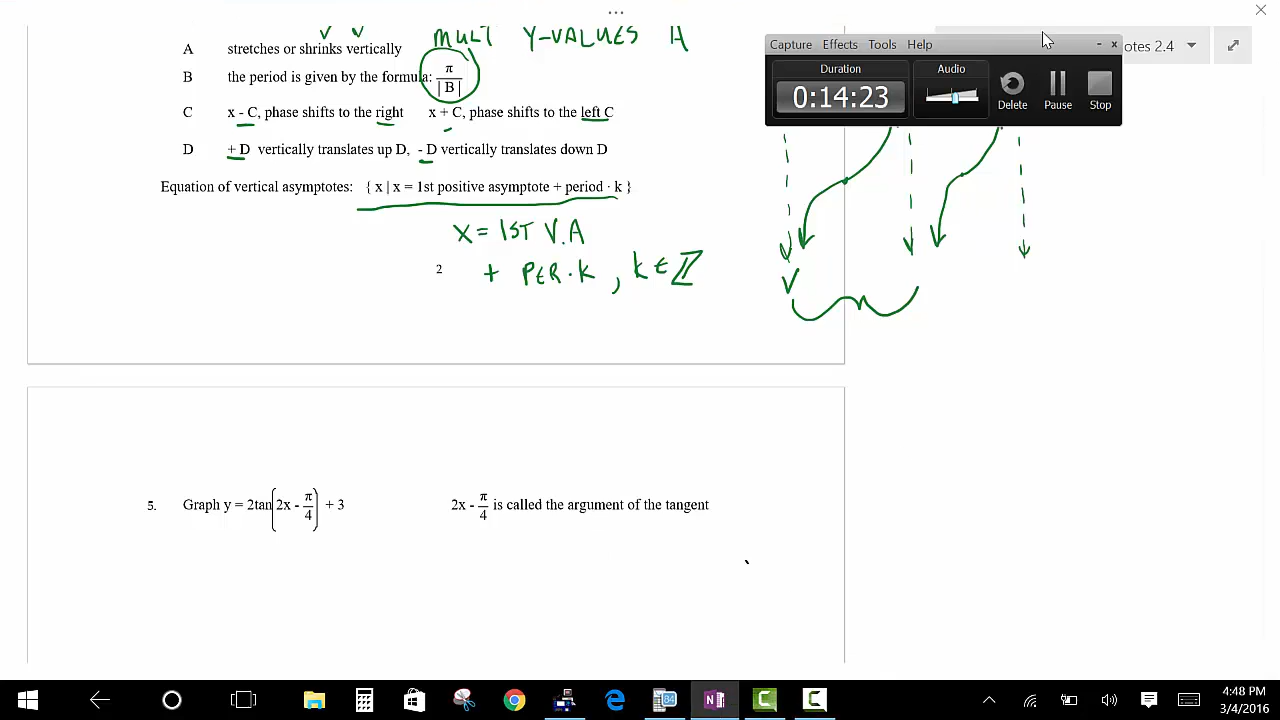 MULT Y-VALUES A
A stretches or shrinks vertically
B the period is given by the formula: π/|B|
C x - C, phase shifts to the right x + C, phase shifts to the left C
D + D vertically translates up D, - D vertically translates down D
Equation of vertical asymptotes: { x | x = 1st positive asymptote + period · k }
X = 1ST V.A
2
+ PER · K , K ∈ ℤ
5. Graph y = 2tan(2x - π/4) + 3 2x - π/4 is called the argument of the tangent
Capture Effects Tools Help
Duration Audio
0:14:23
Delete Pause Stop
otes 2.4
4:48 PM
3/4/2016